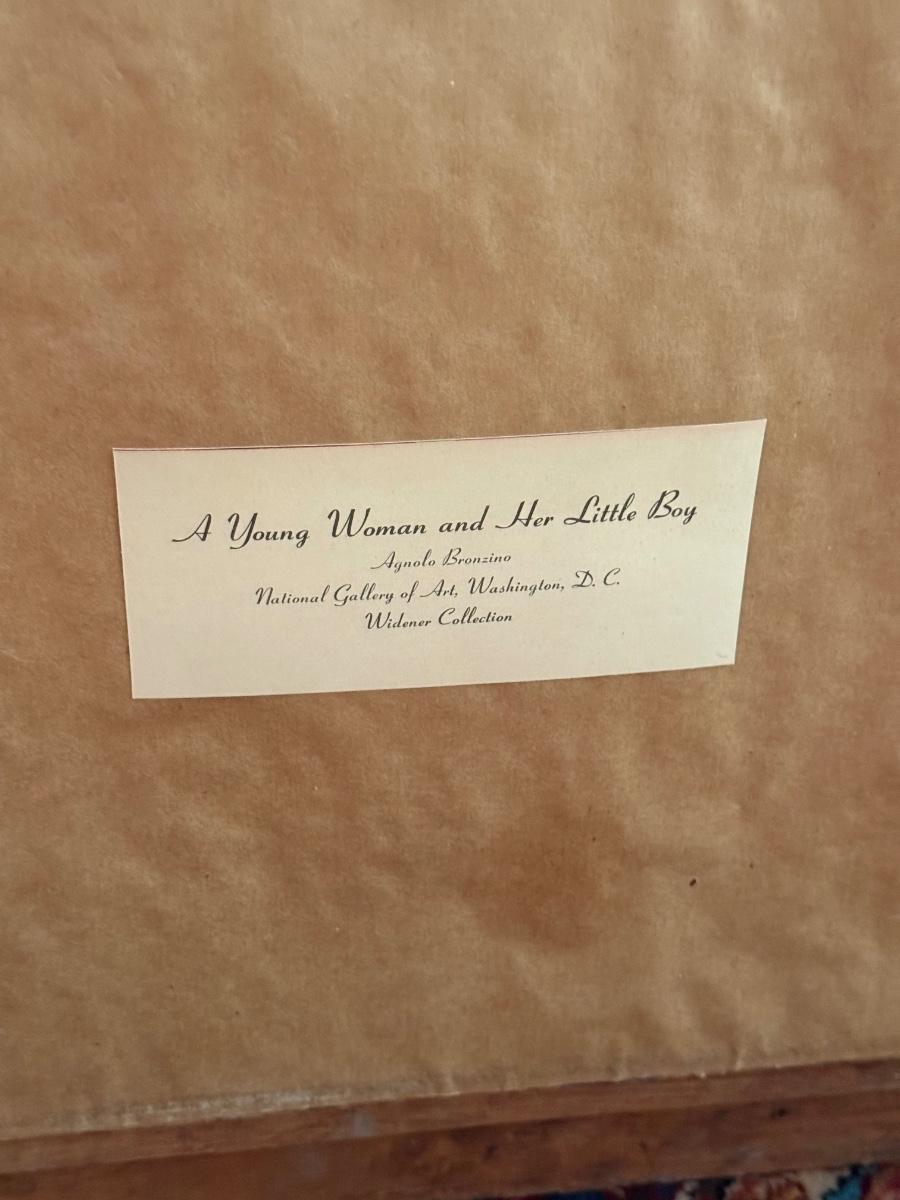 A Young Woman and Her Little Boy
Agnolo Bronzino
National Gallery of Art, Washington, D. C.
Widener Collection